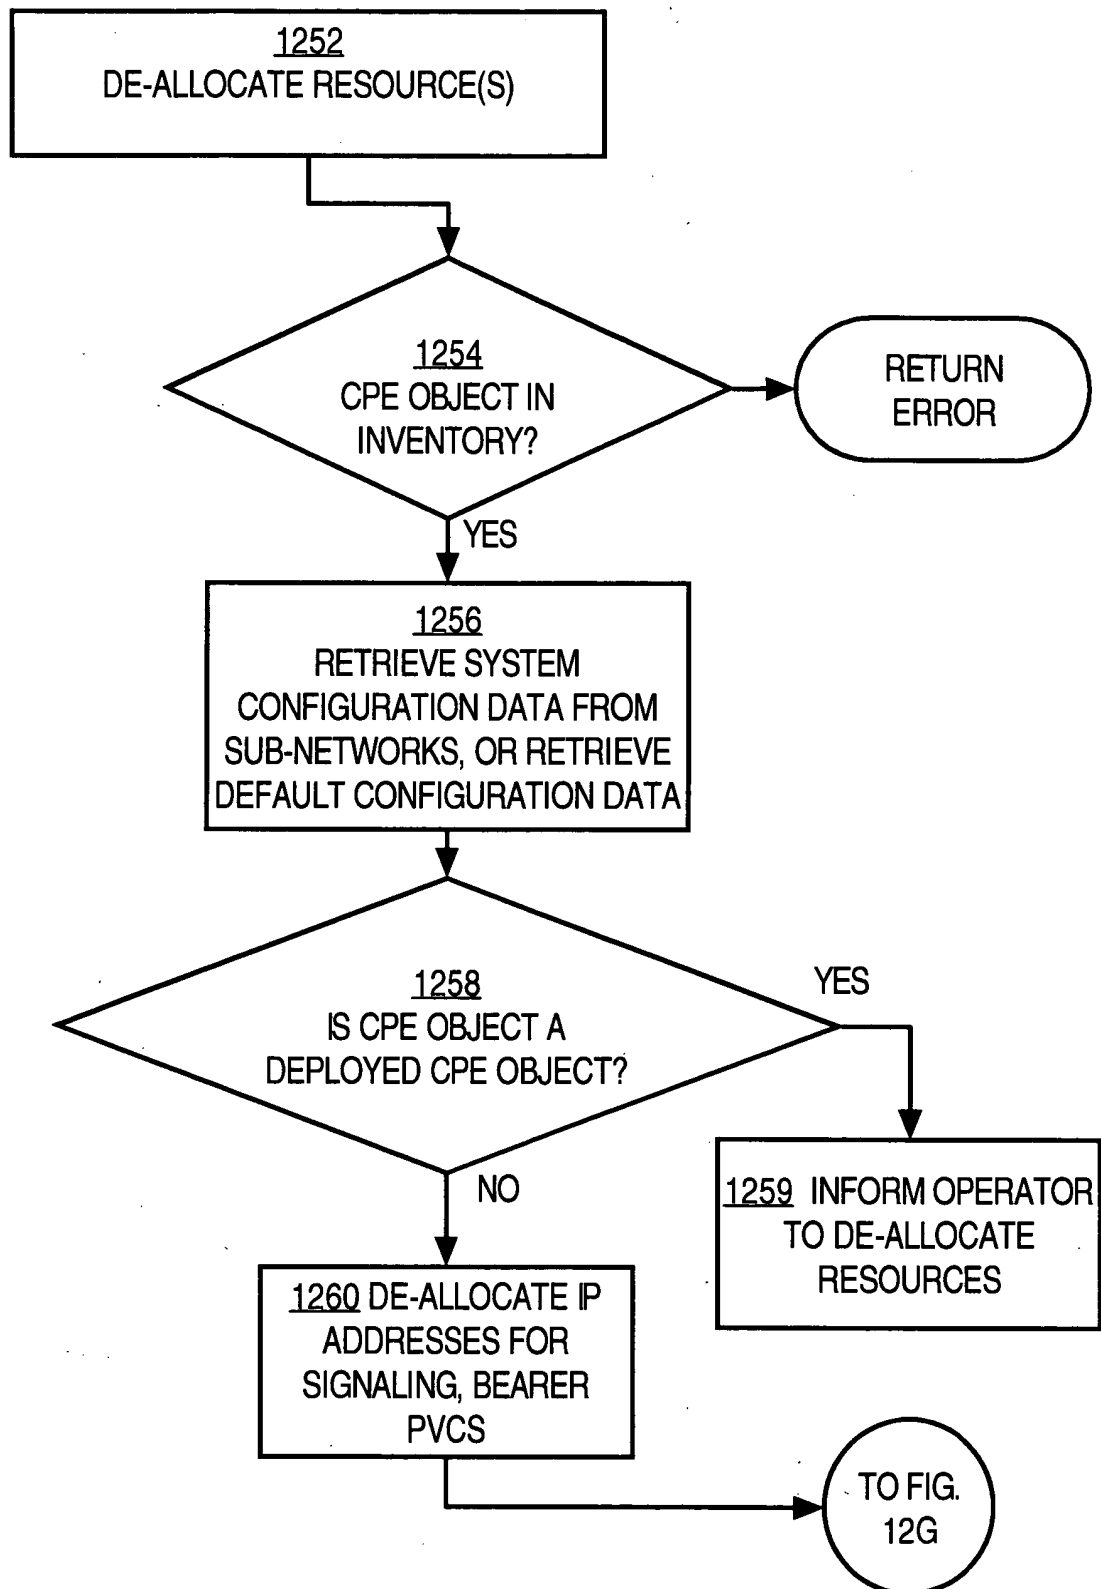 1252
DE-ALLOCATE RESOURCE(S)
1254
CPE OBJECT IN
INVENTORY?
RETURN
ERROR
YES
1256
RETRIEVE SYSTEM
CONFIGURATION DATA FROM
SUB-NETWORKS, OR RETRIEVE
DEFAULT CONFIGURATION DATA
1258
IS CPE OBJECT A
DEPLOYED CPE OBJECT?
YES
NO
1259 INFORM OPERATOR
TO DE-ALLOCATE
RESOURCES
1260 DE-ALLOCATE IP
ADDRESSES FOR
SIGNALING, BEARER
PVCS
TO FIG.
12G